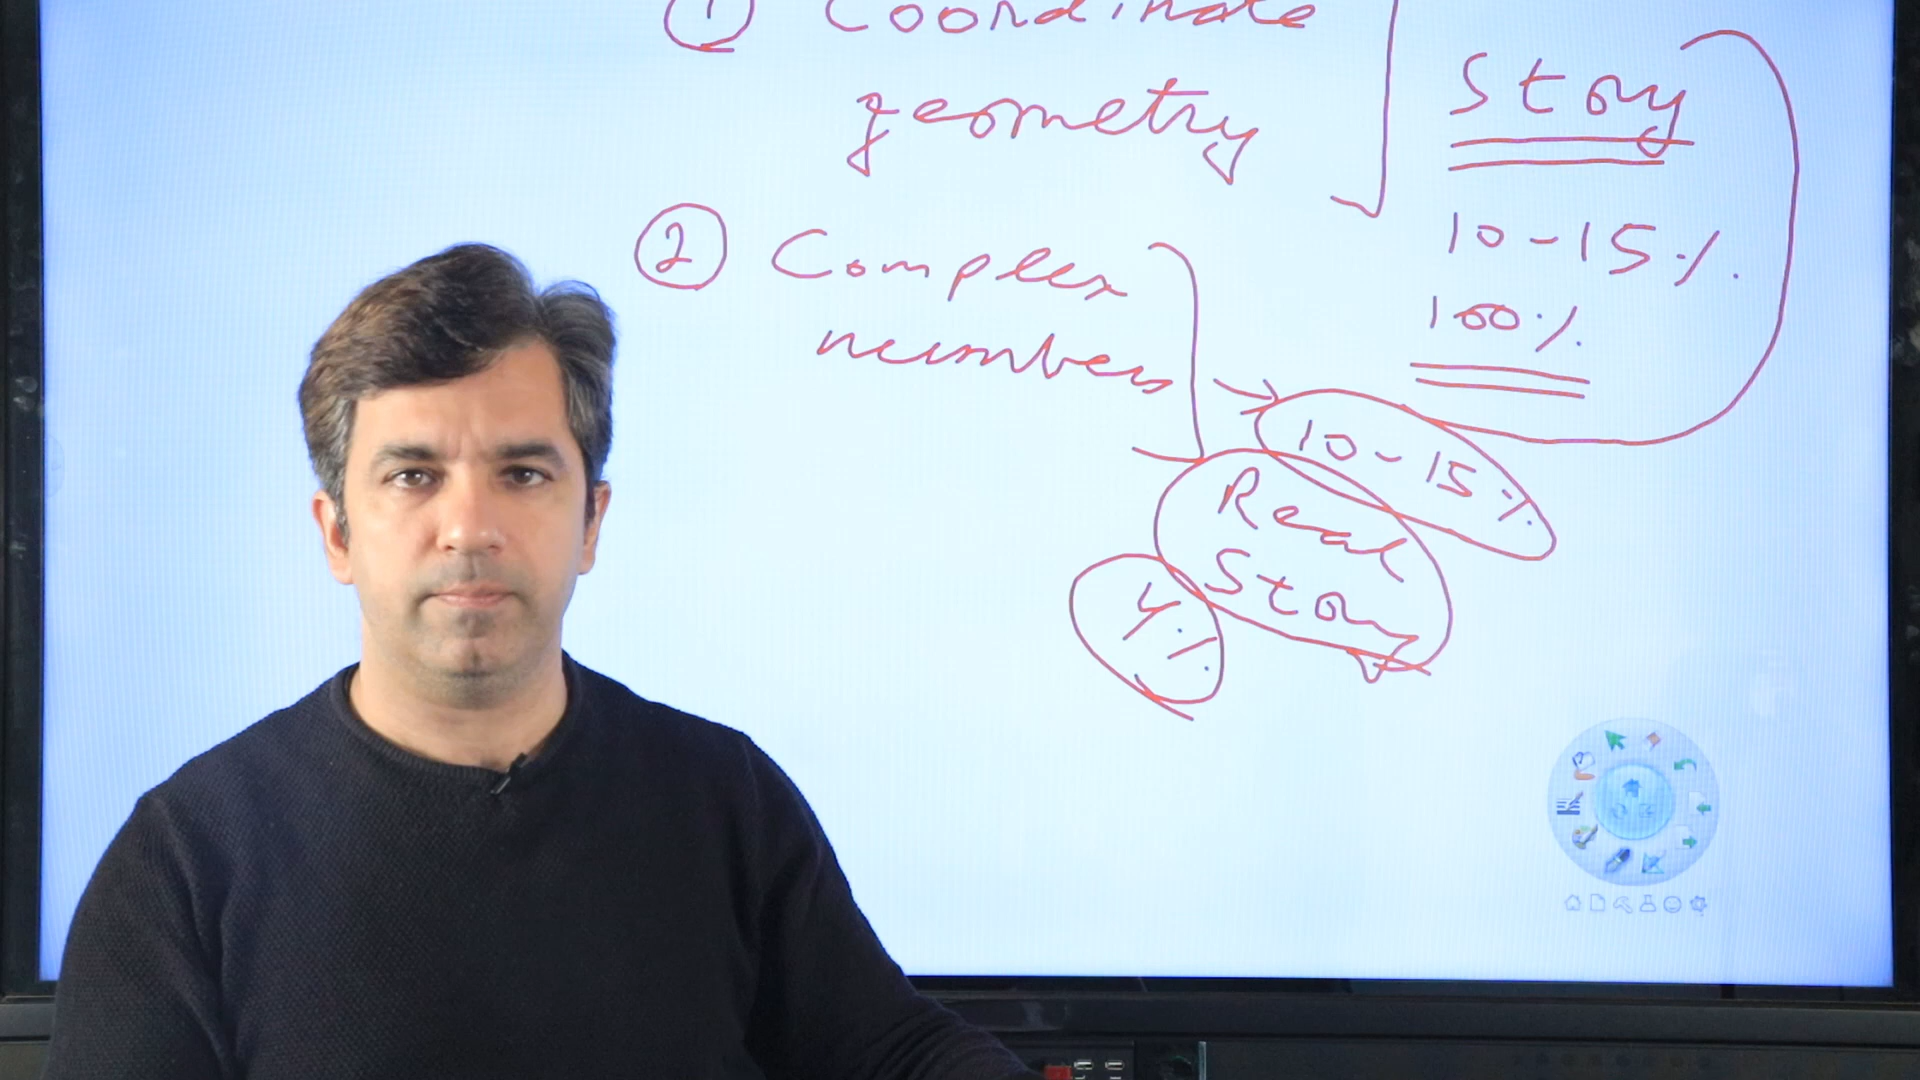 ① Coordinate
geometry
Story
10-15%
100%
② Complex
numbers
10-15%
Real
Story
4%